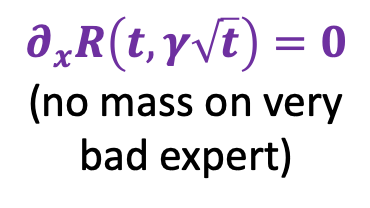 ∂ₓR(t, γ√t) = 0
(no mass on very
bad expert)